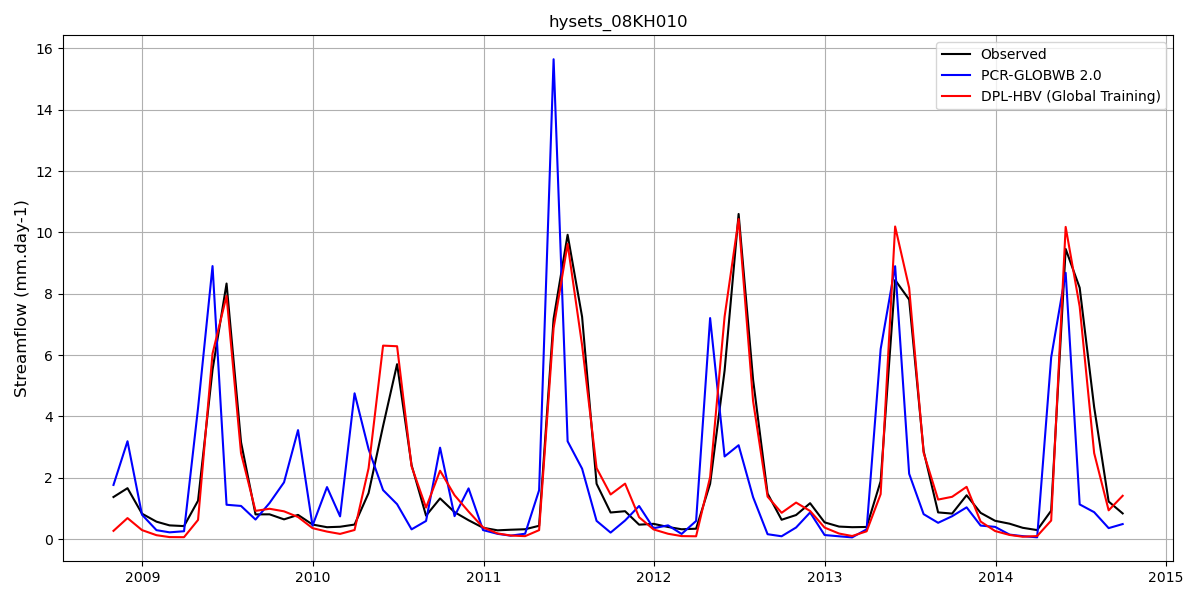 hysets_08KH010
Streamflow (mm.day-1)
16
14
12
10
8
6
4
2
0
Observed
PCR-GLOBWB 2.0
DPL-HBV (Global Training)
2009 2010 2011 2012 2013 2014 2015